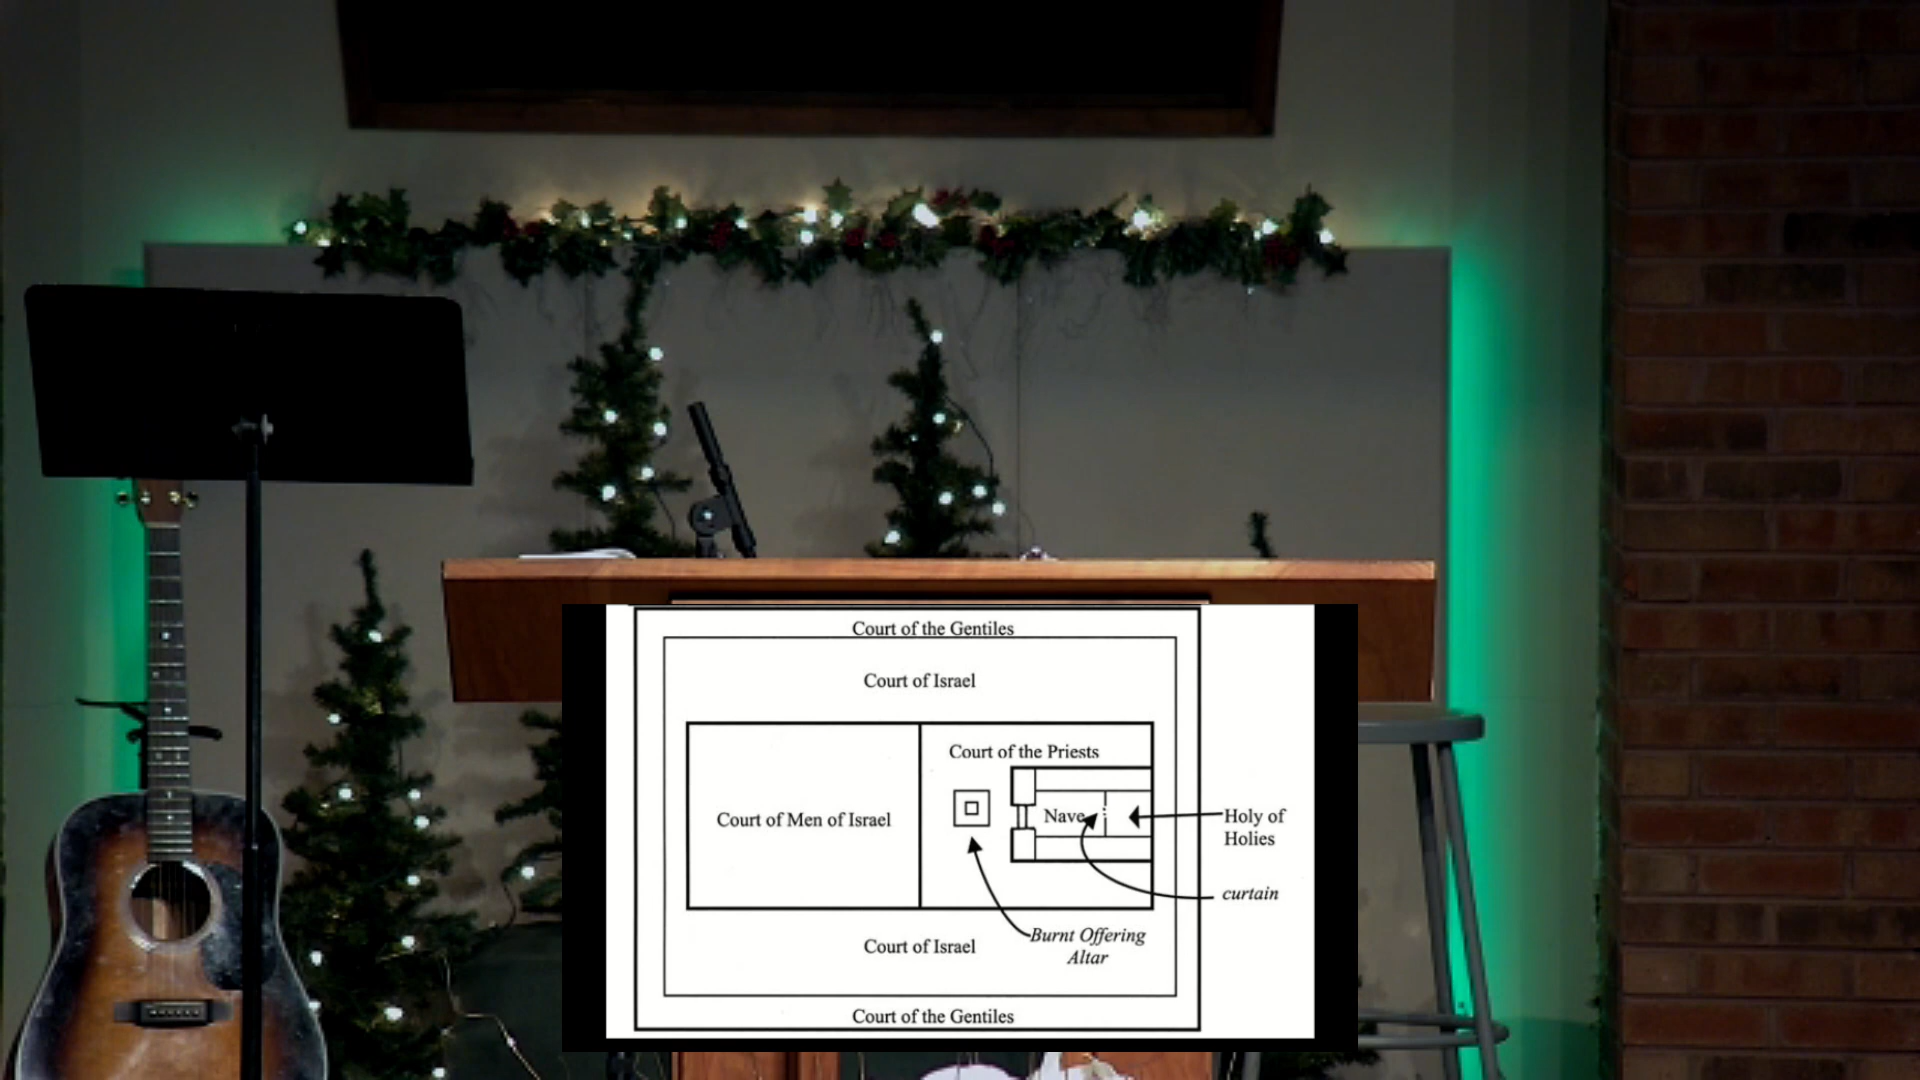 Court of the Gentiles
Court of Israel
Court of the Priests
Court of Men of Israel
Nave
Holy of
Holies
curtain
Burnt Offering
Altar
Court of Israel
Court of the Gentiles